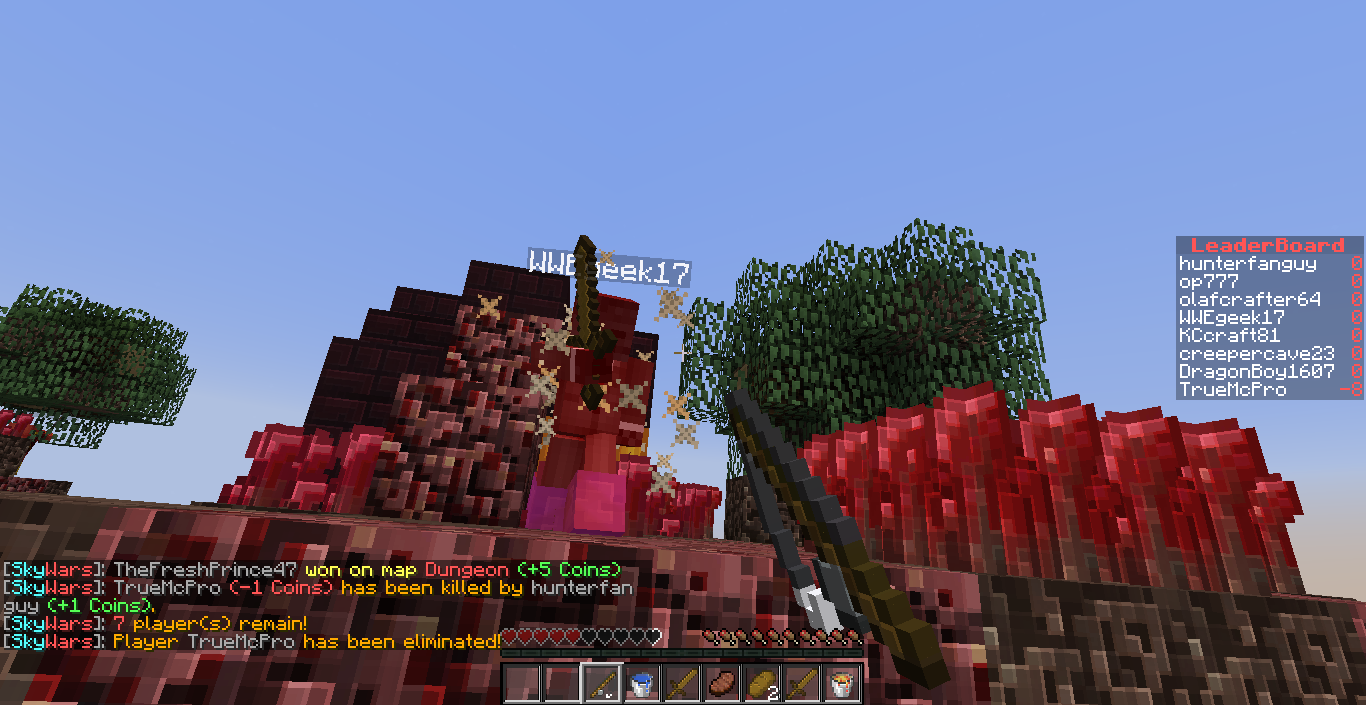 WWEgeek17
LeaderBoard
hunterfanguy 0
op777 0
olafcrafter64 0
WWEgeek17 0
KCcraft81 0
creepercave23 0
DragonBoy1607 0
TrueMcPro -8
[SkyWars]: TheFreshPrince47 won on map Dungeon (+5 Coins)
[SkyWars]: TrueMcPro (-1 Coins) has been killed by hunterfan
guy (+1 Coins).
[SkyWars]: 7 player(s) remain!
[SkyWars]: Player TrueMcPro has been eliminated!
2